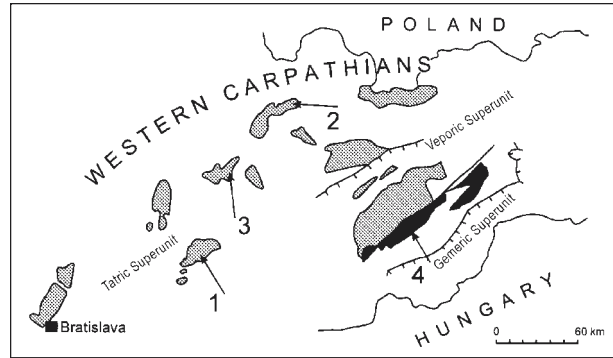 POLAND
WESTERN CARPATHIANS
2
Veporic Superunit
3
Tatric Superunit
1
4
Gemeric Superunit
HUNGARY
Bratislava
0 60 km